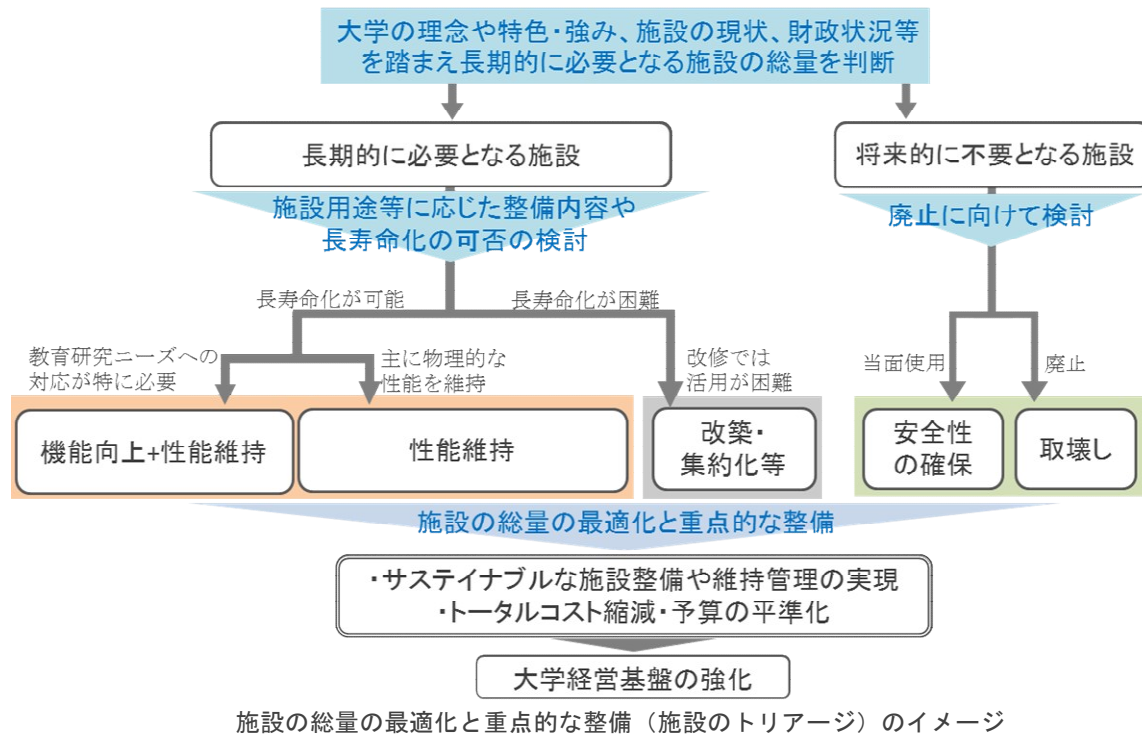 大学の理念や特色・強み、施設の現状、財政状況等
を踏まえ長期的に必要となる施設の総量を判断
長期的に必要となる施設
将来的に不要となる施設
施設用途等に応じた整備内容や
長寿命化の可否の検討
廃止に向けて検討
長寿命化が可能
長寿命化が困難
教育研究ニーズへの
対応が特に必要
主に物理的な
性能を維持
改修では
活用が困難
当面使用
廃止
機能向上+性能維持
性能維持
改築・
集約化等
安全性
の確保
取壊し
施設の総量の最適化と重点的な整備
・サステイナブルな施設整備や維持管理の実現
・トータルコスト縮減・予算の平準化
大学経営基盤の強化
施設の総量の最適化と重点的な整備（施設のトリアージ）のイメージ